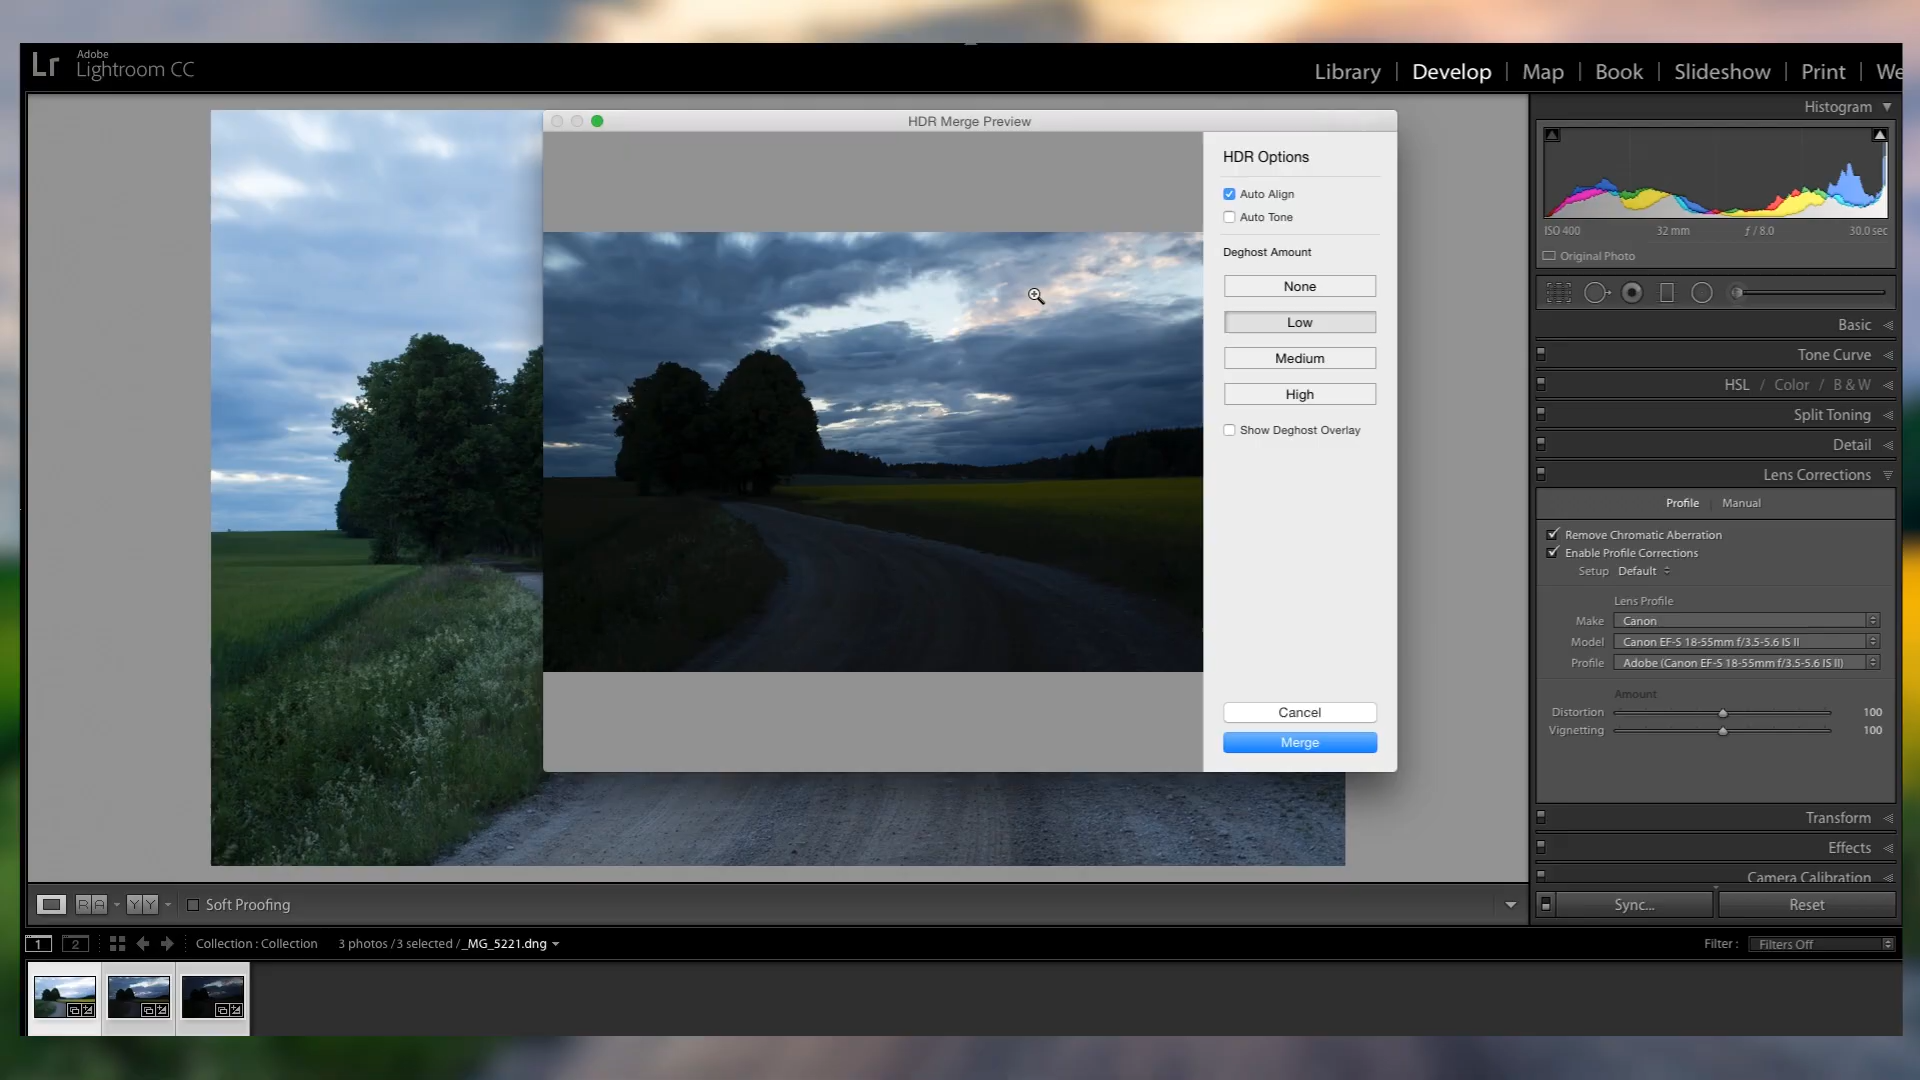 Lr
Adobe
Lightroom CC
Library | Develop | Map | Book | Slideshow | Print | We
HDR Merge Preview
HDR Options
Auto Align
Auto Tone
Deghost Amount
None
Low
Medium
High
Show Deghost Overlay
Cancel
Merge
Histogram
ISO 400 32 mm ƒ / 8.0 30.0 sec
Original Photo
Basic
Tone Curve
HSL / Color / B & W
Split Toning
Detail
Lens Corrections
Profile Manual
Remove Chromatic Aberration
Enable Profile Corrections
Setup Default
Lens Profile
Make Canon
Model Canon EF-S 18-55mm f/3.5-5.6 IS II
Profile Adobe (Canon EF-S 18-55mm f/3.5-5.6 IS II)
Amount
Distortion 100
Vignetting 100
Transform
Effects
Camera Calibration
R A Y Y Soft Proofing
Sync... Reset
1 2 Collection : Collection 3 photos / 3 selected / _MG_5221.dng
Filter : Filters Off